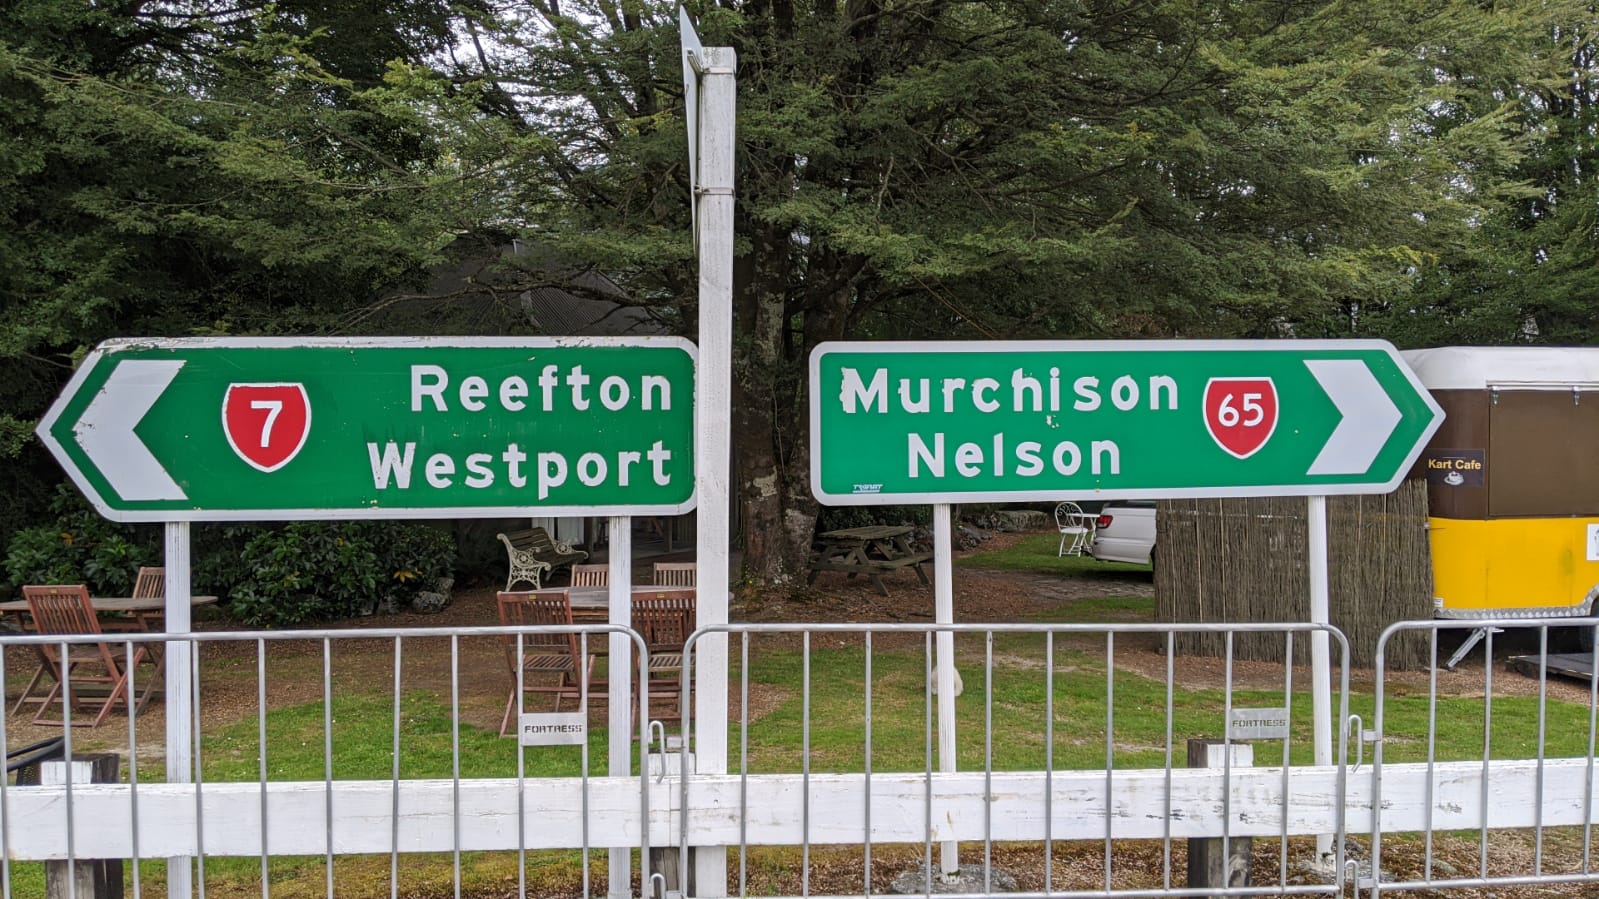 7
Reefton
Westport
Murchison
Nelson
65
Kart Cafe
FORTRESS
FORTRESS